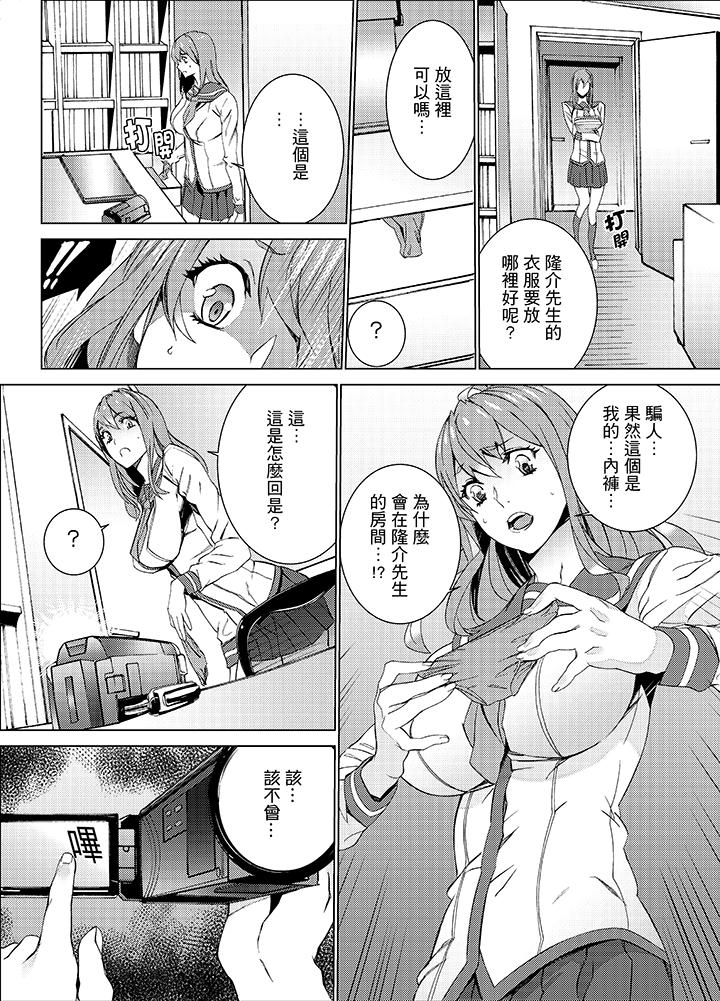 隆介先生的
衣服要放
哪裡好呢？
打開
放這裡
可以嗎…
？
…這個是
…
打開
騙人…
果然這個是
我的…內褲…
為什麼
會在隆介先生
的房間…!?
這…
這是怎麼回是？
？
該…
該不會…
嗶